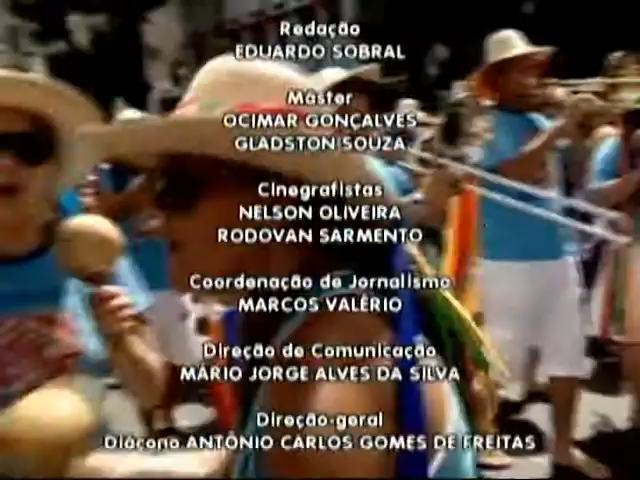 Redação
EDUARDO SOBRAL
Máster
OCIMAR GONÇALVES
GLADSTON SOUZA
Cinegrafistas
NELSON OLIVEIRA
RODOVAN SARMENTO
Coordenação de Jornalismo
MARCOS VALÉRIO
Direção de Comunicação
MÁRIO JORGE ALVES DA SILVA
Direção-geral
Diácono ANTÔNIO CARLOS GOMES DE FREITAS